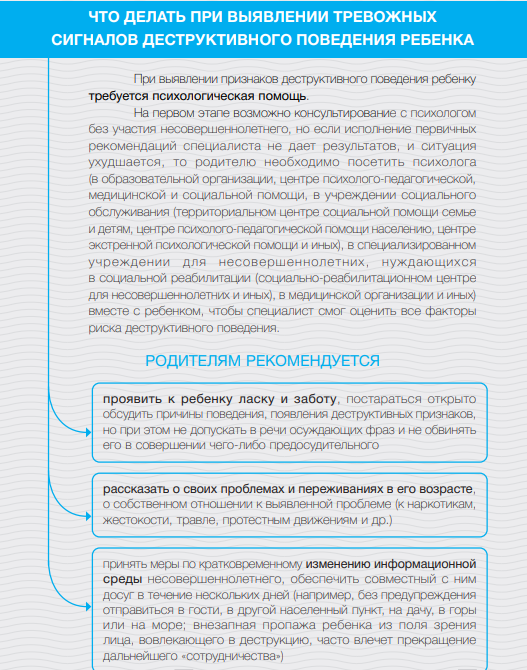 ЧТО ДЕЛАТЬ ПРИ ВЫЯВЛЕНИИ ТРЕВОЖНЫХ
СИГНАЛОВ ДЕСТРУКТИВНОГО ПОВЕДЕНИЯ РЕБЕНКА
При выявлении признаков деструктивного поведения ребенку
требуется психологическая помощь.
На первом этапе возможно консультирование с психологом
без участия несовершеннолетнего, но если исполнение первичных
рекомендаций специалиста не дает результатов, и ситуация
ухудшается, то родителю необходимо посетить психолога
(в образовательной организации, центре психолого-педагогической,
медицинской и социальной помощи, в учреждении социального
обслуживания (территориальном центре социальной помощи семье
и детям, центре психолого-педагогической помощи населению, центре
экстренной психологической помощи и иных), в специализированном
учреждении для несовершеннолетних, нуждающихся
в социальной реабилитации (социально-реабилитационном центре
для несовершеннолетних и иных), в медицинской организации и иных)
вместе с ребенком, чтобы специалист смог оценить все факторы
риска деструктивного поведения.
РОДИТЕЛЯМ РЕКОМЕНДУЕТСЯ
проявить к ребенку ласку и заботу, постараться открыто
обсудить причины поведения, появления деструктивных признаков,
но при этом не допускать в речи осуждающих фраз и не обвинять
его в совершении чего-либо предосудительного
рассказать о своих проблемах и переживаниях в его возрасте,
о собственном отношении к выявленной проблеме (к наркотикам,
жестокости, травле, протестным движениям и др.)
принять меры по кратковременному изменению информационной
среды несовершеннолетнего, обеспечить совместный с ним
досуг в течение нескольких дней (например, без предупреждения
отправиться в гости, в другой населенный пункт, на дачу, в горы
или на море; внезапная пропажа ребенка из поля зрения
лица, вовлекающего в деструкцию, часто влечет прекращение
дальнейшего «сотрудничества»)